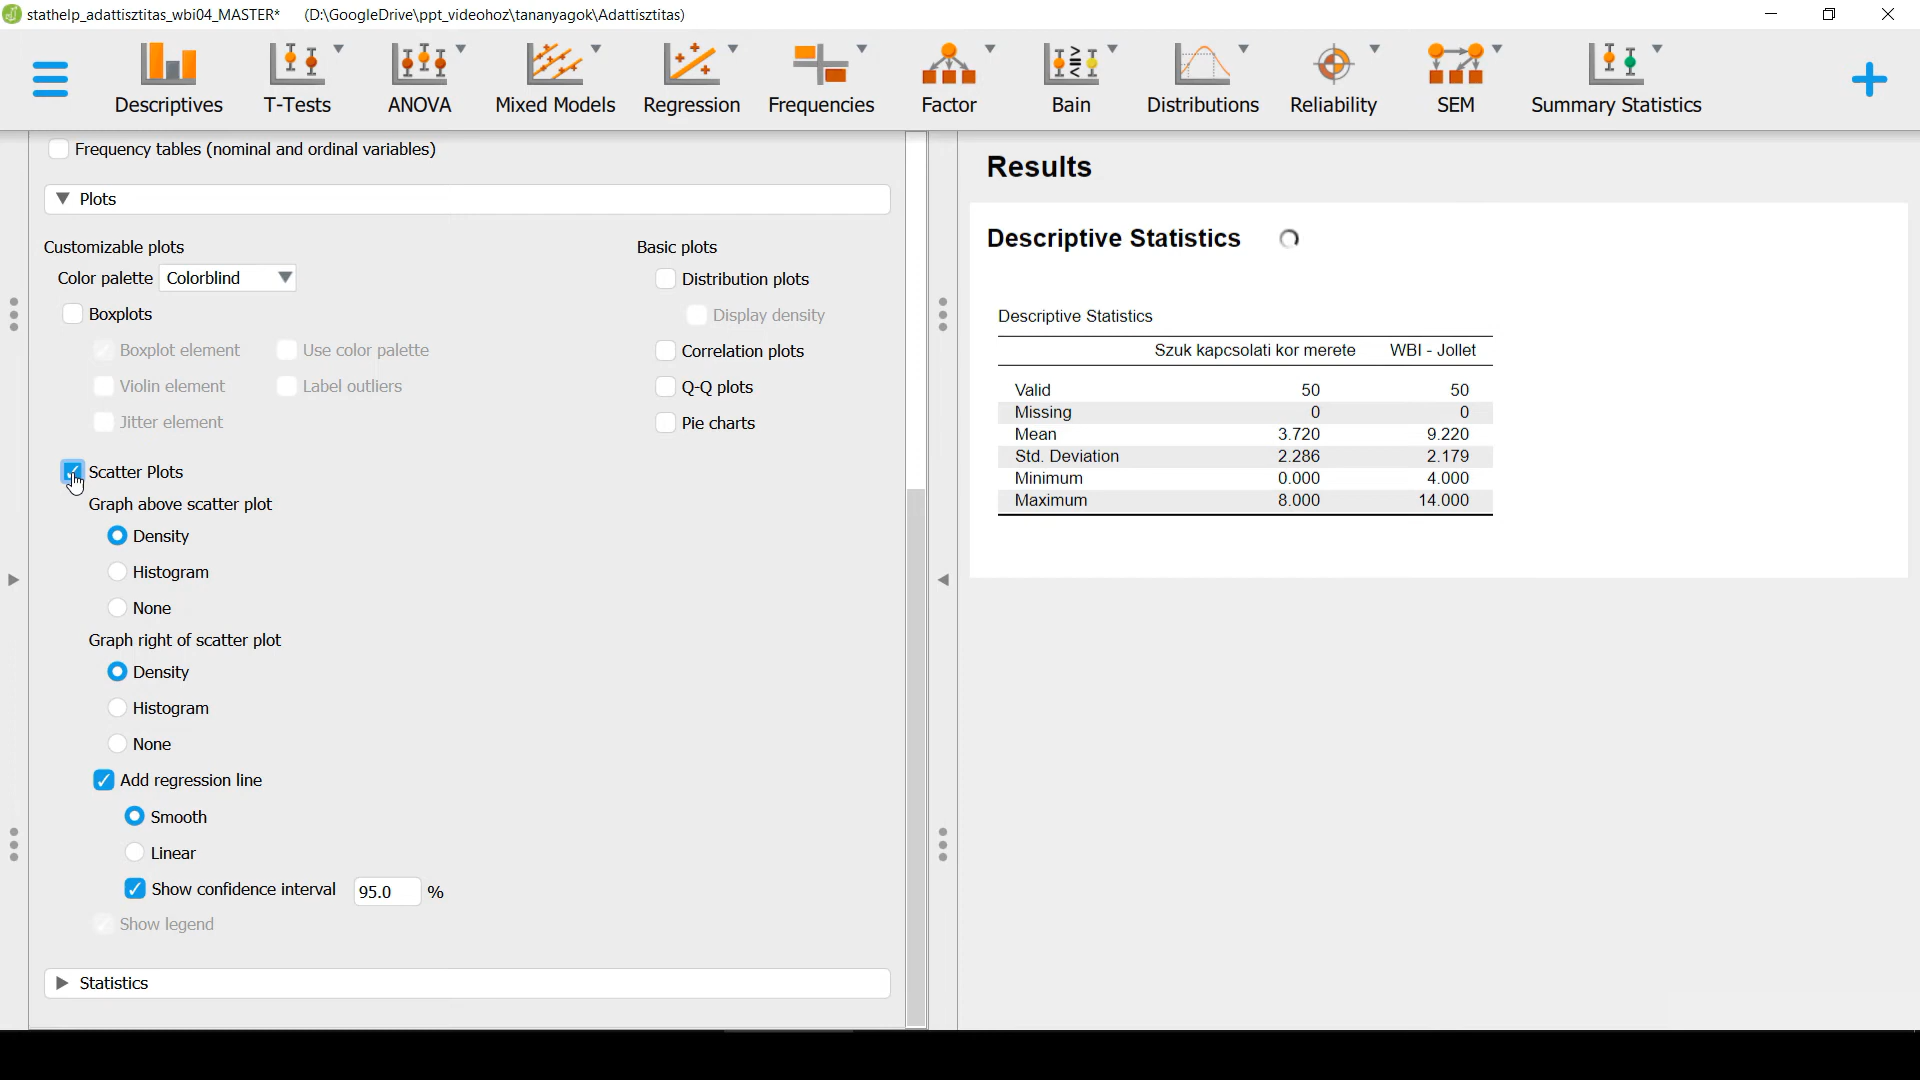 stathelp_adattisztitas_wbi04_MASTER* (D:\GoogleDrive\ppt_videohoz\tananyagok\Adattisztitas)
Descriptives T-Tests ANOVA Mixed Models Regression Frequencies Factor Bain Distributions Reliability SEM Summary Statistics
Frequency tables (nominal and ordinal variables)
Plots
Customizable plots
Color palette Colorblind
Boxplots
Boxplot element Use color palette
Violin element Label outliers
Jitter element
Basic plots
Distribution plots
Display density
Correlation plots
Q-Q plots
Pie charts
Scatter Plots
Graph above scatter plot
Density
Histogram
None
Graph right of scatter plot
Density
Histogram
None
Add regression line
Smooth
Linear
Show confidence interval 95.0 %
Show legend
Statistics
Results
Descriptive Statistics
Descriptive Statistics
Szuk kapcsolati kor merete WBI - Jollet
Valid 50 50
Missing 0 0
Mean 3.720 9.220
Std. Deviation 2.286 2.179
Minimum 0.000 4.000
Maximum 8.000 14.000